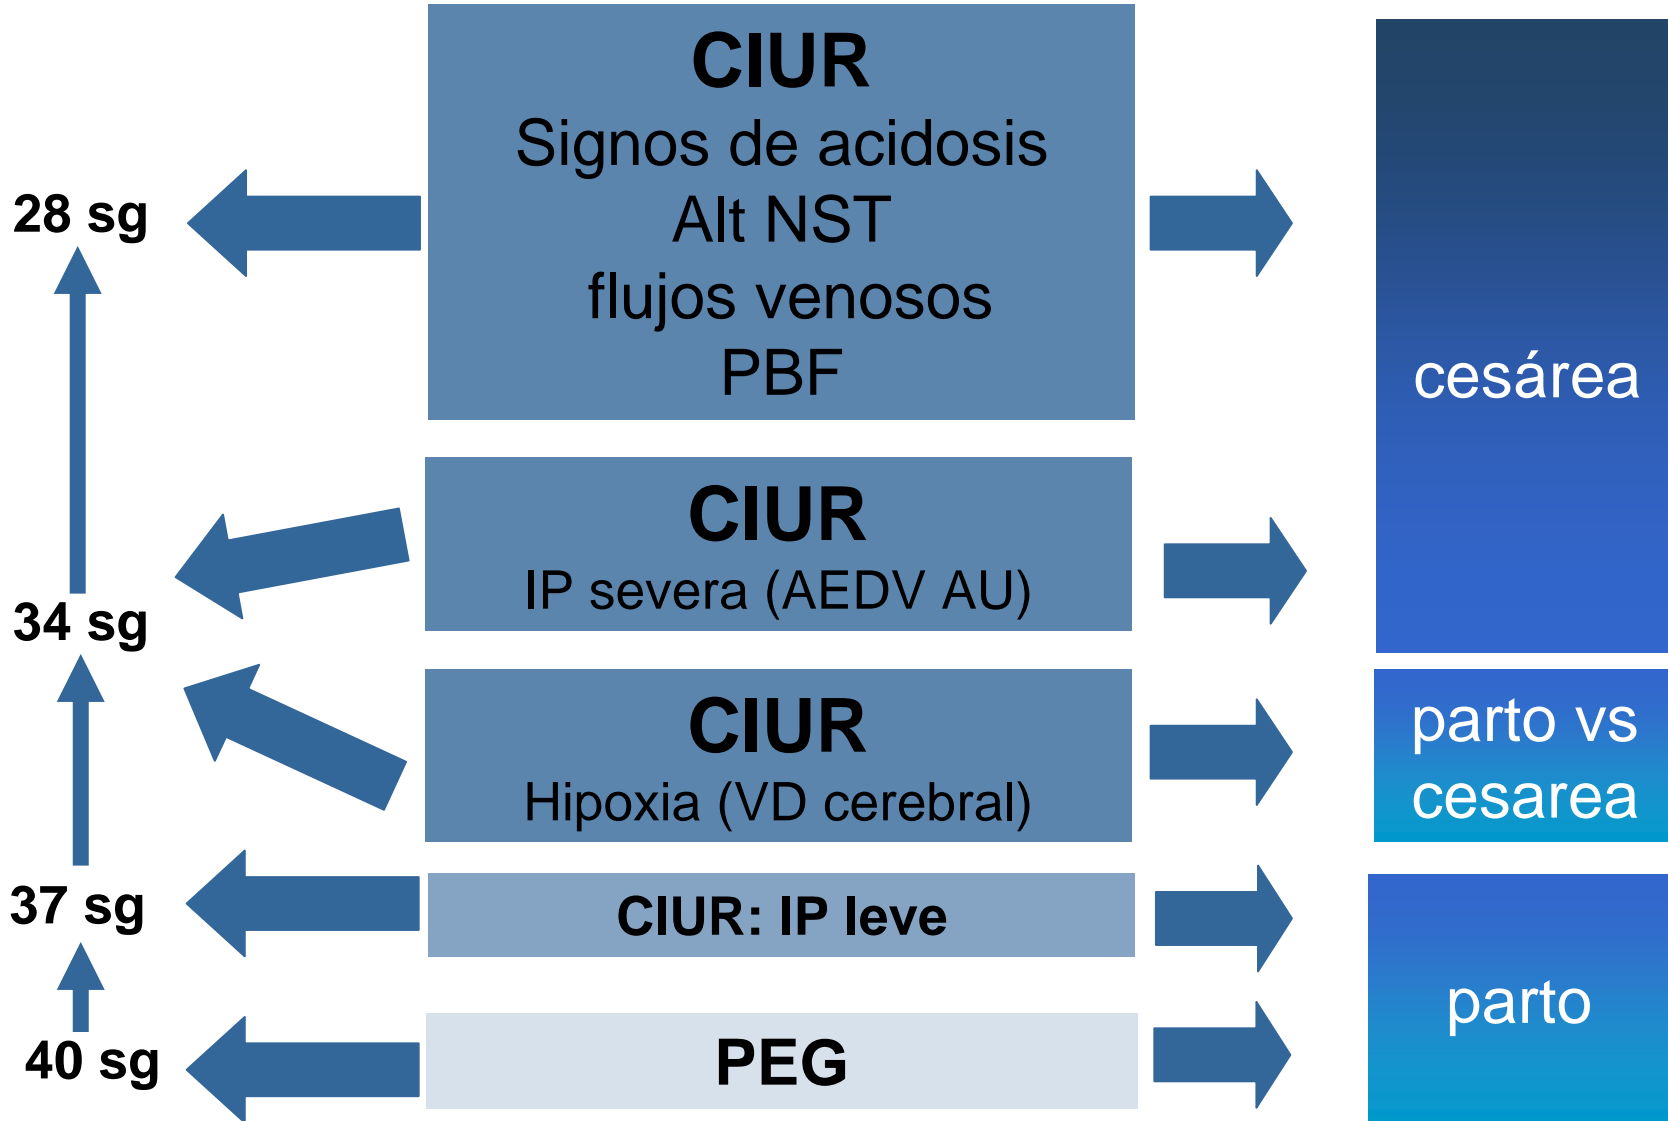 28 sg
34 sg
37 sg
40 sg
CIUR
Signos de acidosis
Alt NST
flujos venosos
PBF
CIUR
IP severa (AEDV AU)
CIUR
Hipoxia (VD cerebral)
CIUR: IP leve
PEG
cesárea
parto vs
cesarea
parto